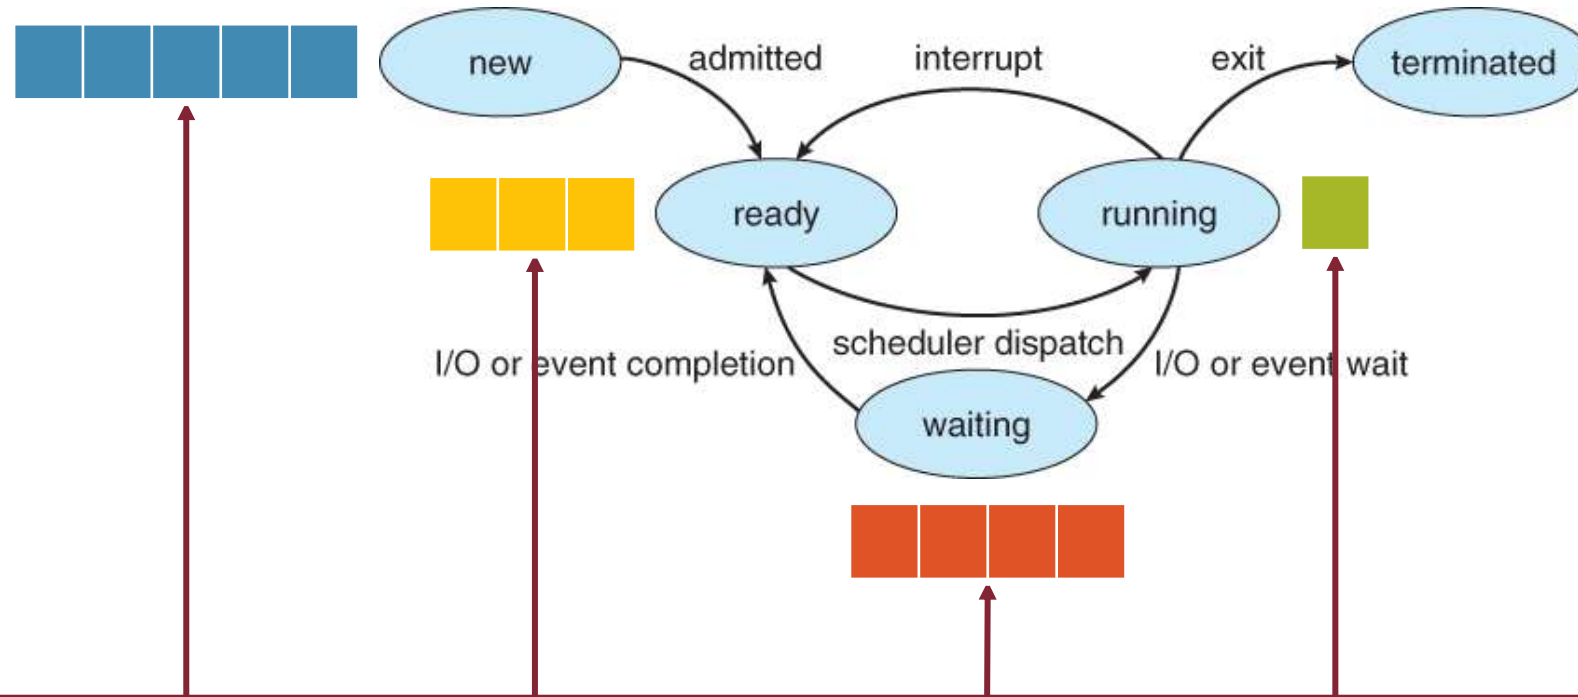 new
admitted
interrupt
exit
terminated
ready
running
scheduler dispatch
I/O or event completion
I/O or event wait
waiting